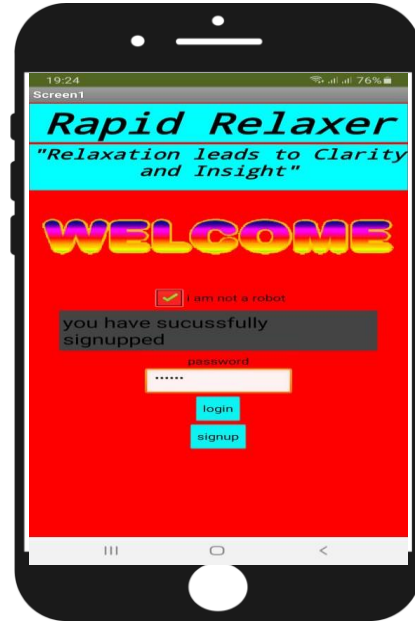 19:24 76%
Screen1
Rapid Relaxer
"Relaxation leads to Clarity
and Insight"
WELCOME
i am not a robot
you have sucussfully
signupped
password
login
signup